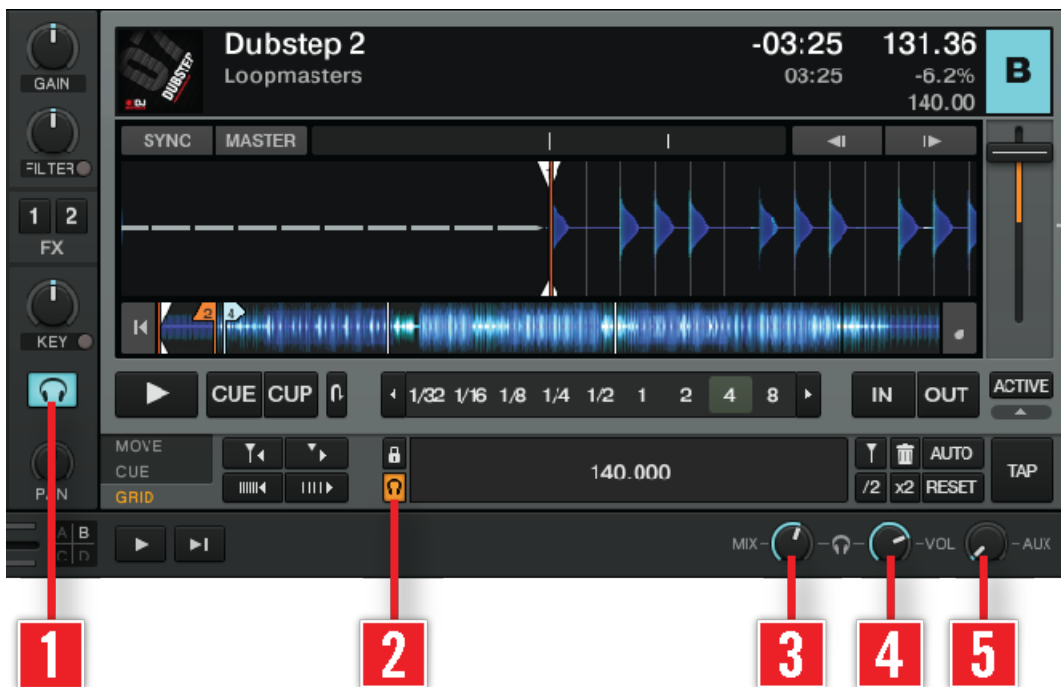 GAIN
FILTER
1 2
FX
KEY
PAN
DUBSTEP
Dubstep 2
Loopmasters
-03:25
03:25
131.36
-6.2%
140.00
B
SYNC MASTER
2 4
CUE CUP
1/32 1/16 1/8 1/4 1/2 1 2 4 8
IN OUT
ACTIVE
MOVE
CUE
GRID
140.000
AUTO
/2 x2 RESET
TAP
A B
C D
MIX VOL AUX
1 2 3 4 5